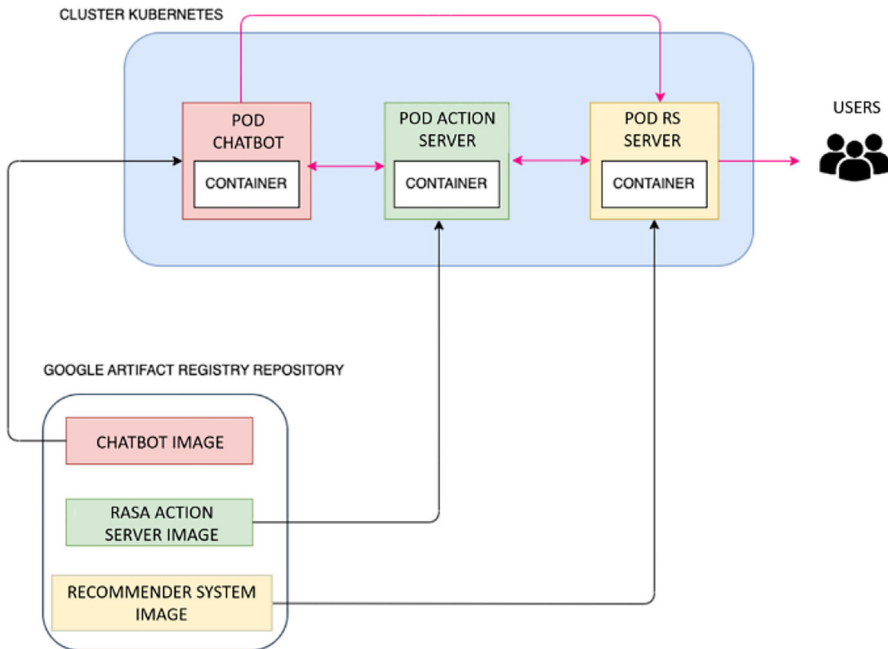 CLUSTER KUBERNETES
POD
CHATBOT
CONTAINER
POD ACTION
SERVER
CONTAINER
POD RS
SERVER
CONTAINER
USERS
GOOGLE ARTIFACT REGISTRY REPOSITORY
CHATBOT IMAGE
RASA ACTION
SERVER IMAGE
RECOMMENDER SYSTEM
IMAGE